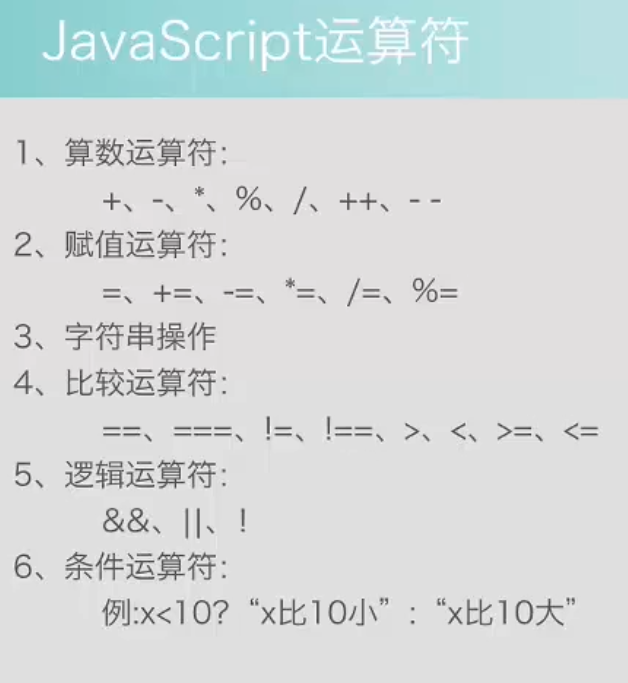 JavaScript运算符
1、算数运算符：
+、-、*、%、/、++、- -
2、赋值运算符：
=、+=、-=、*=、/=、%=
3、字符串操作
4、比较运算符：
==、===、!=、!==、>、<、>=、<=
5、逻辑运算符：
&&、||、!
6、条件运算符：
例:x<10?“x比10小”:“x比10大”